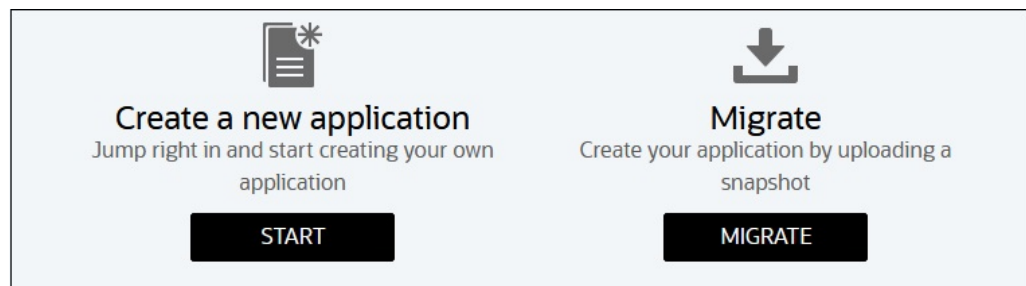 Create a new application
Jump right in and start creating your own
application
START
Migrate
Create your application by uploading a
snapshot
MIGRATE